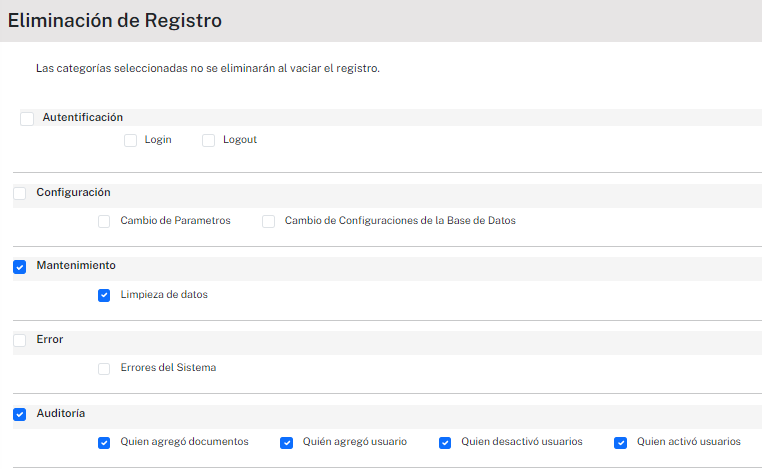 Eliminación de Registro
Las categorías seleccionadas no se eliminarán al vaciar el registro.
Autentificación
Login Logout
Configuración
Cambio de Parametros Cambio de Configuraciones de la Base de Datos
Mantenimiento
Limpieza de datos
Error
Errores del Sistema
Auditoría
Quien agregó documentos Quién agregó usuario Quien desactivó usuarios Quien activó usuarios